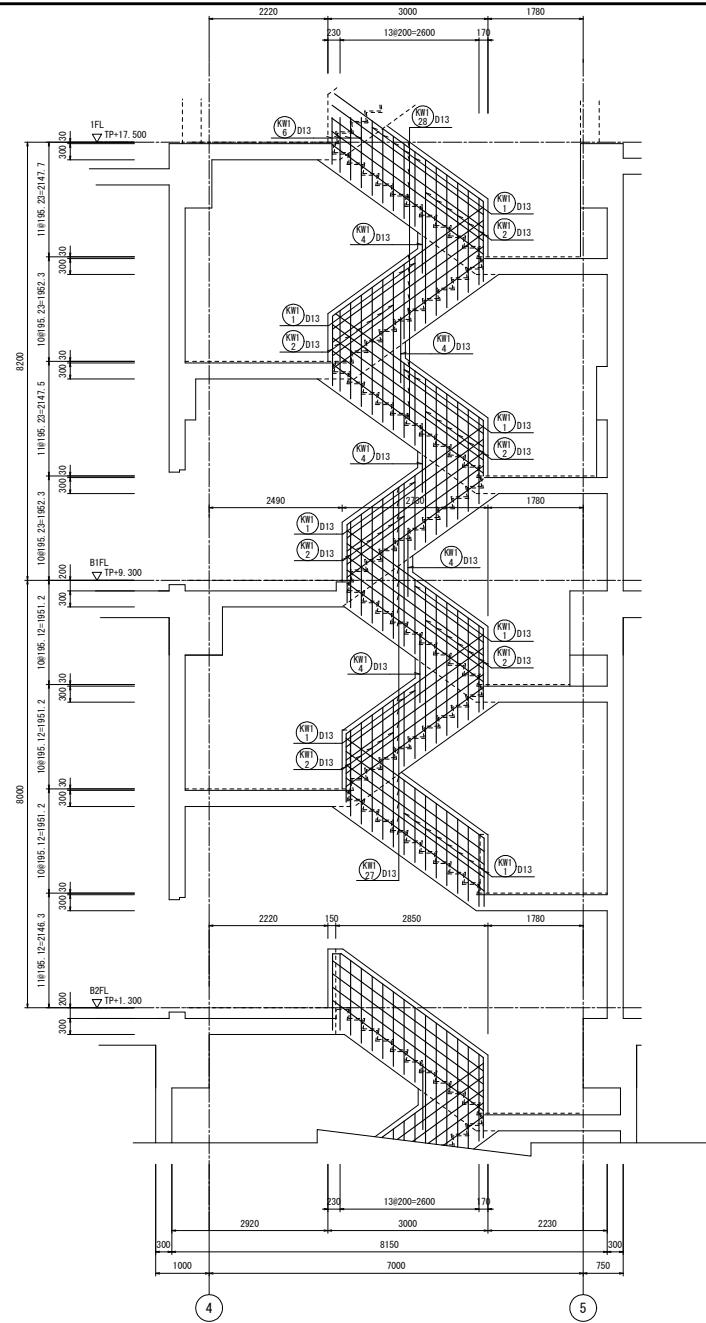 2220 3000 1780
230 13@200=2600 170
1FL
TP+17.500
KW1 6 D13
KW1 28 D13
30
300
11@195.23=2147.7
KW1 1 D13
KW1 2 D13
KW1 4 D13
30
300
10@195.23=1952.3
KW1 1 D13
KW1 2 D13
KW1 4 D13
8200
30
300
11@195.23=2147.5
KW1 1 D13
KW1 2 D13
KW1 4 D13
30
300
2490 2730 1780
10@195.23=1952.3
KW1 1 D13
KW1 2 D13
KW1 4 D13
B1FL
TP+9.300
200
300
10@195.12=1951.2
KW1 1 D13
KW1 2 D13
KW1 4 D13
30
300
10@195.12=1951.2
KW1 1 D13
KW1 2 D13
8000
30
300
10@195.12=1951.2
KW1 27 D13
KW1 1 D13
30
300
2220 150 2850 1780
11@195.12=2146.3
B2FL
TP+1.300
200
300
230 13@200=2600 170
2920 3000 2230
300 8150 300
1000 7000 750
4 5